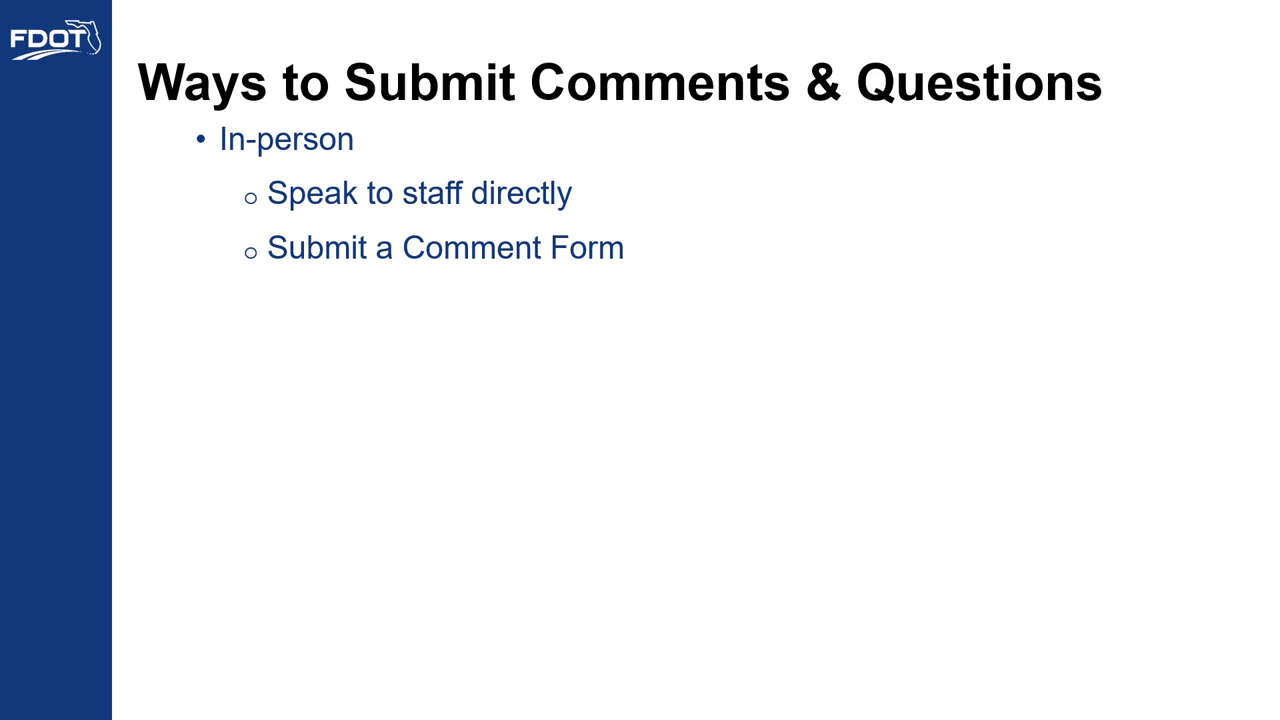 FDOT
Ways to Submit Comments & Questions
• In-person
o Speak to staff directly
o Submit a Comment Form